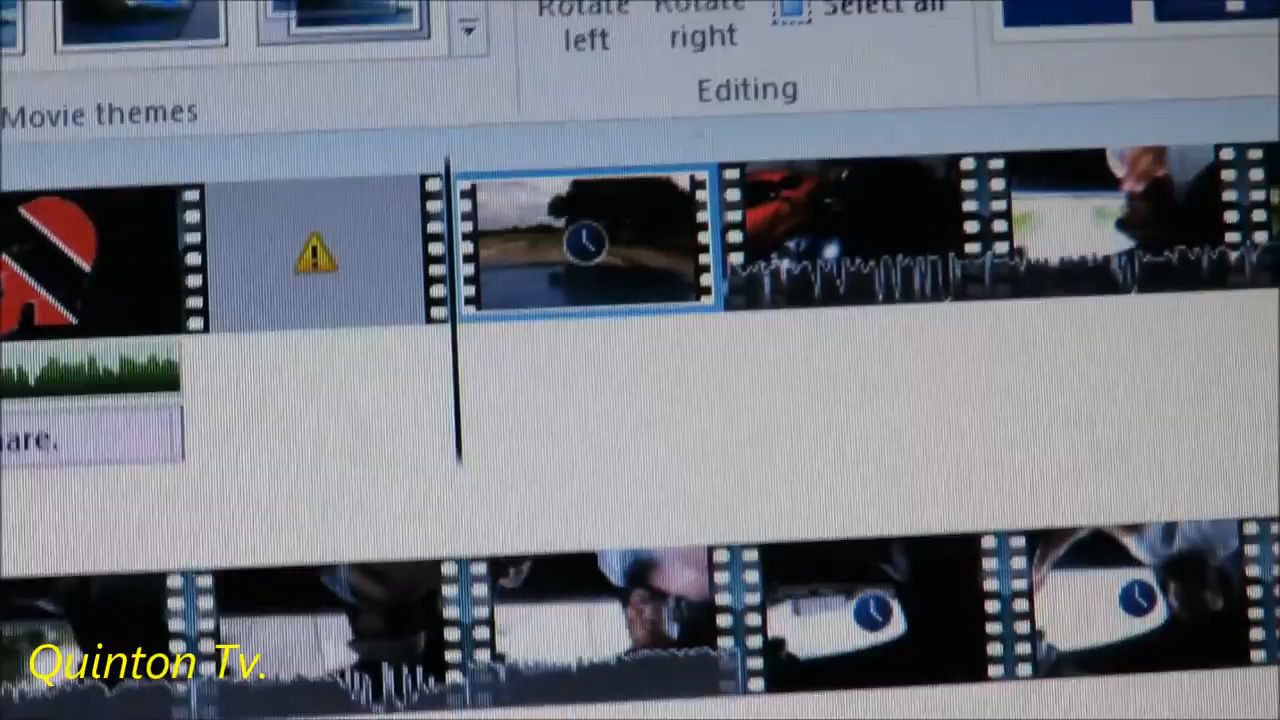 Rotate Rotate Select all
left right
Editing
Movie themes
are.
Quinton Tv.